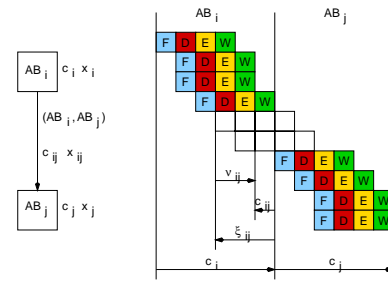 AB i AB j
F D E W
F D E W
AB i c i x i
F D E W
F D E W
(AB i , AB j )
c ij x ij
F D E W
ν ij F D E W
c ij
AB j c j x j
F D E W
F D E W
ξ ij
c i c j